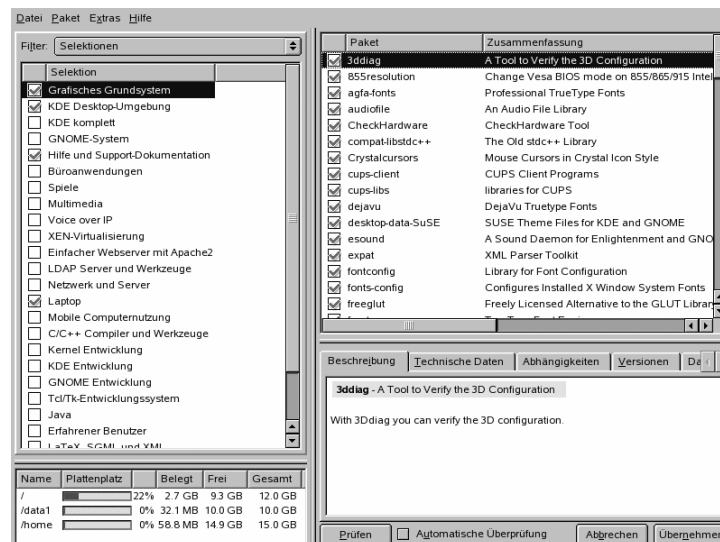 Datei Paket Extras Hilfe
Filter: Selektionen
Selektion
Grafisches Grundsystem
KDE Desktop-Umgebung
KDE komplett
GNOME-System
Hilfe und Support-Dokumentation
Büroanwendungen
Spiele
Multimedia
Voice over IP
XEN-Virtualisierung
Einfacher Webserver mit Apache2
LDAP Server und Werkzeuge
Netzwerk und Server
Laptop
Mobile Computernutzung
C/C++ Compiler und Werkzeuge
Kernel Entwicklung
KDE Entwicklung
GNOME Entwicklung
Tcl/Tk-Entwicklungssystem
Java
Erfahrener Benutzer
LaTeX, SGML und XML
Name Plattenplatz Belegt Frei Gesamt
/ 22% 2.7 GB 9.3 GB 12.0 GB
/data1 0% 32.1 MB 10.0 GB 10.0 GB
/home 0% 58.8 MB 14.9 GB 15.0 GB
Paket Zusammenfassung
3ddiag A Tool to Verify the 3D Configuration
855resolution Change Vesa BIOS mode on 855/865/915 Intel
agfa-fonts Professional TrueType Fonts
audiofile An Audio File Library
CheckHardware CheckHardware Tool
compat-libstdc++ The Old stdc++ Library
Crystalcursors Mouse Cursors in Crystal Icon Style
cups-client CUPS Client Programs
cups-libs libraries for CUPS
dejavu DejaVu Truetype Fonts
desktop-data-SuSE SUSE Theme Files for KDE and GNOME
esound A Sound Daemon for Enlightenment and GNO
expat XML Parser Toolkit
fontconfig Library for Font Configuration
fonts-config Configures Installed X Window System Fonts
freeglut Freely Licensed Alternative to the GLUT Library
Beschreibung Technische Daten Abhängigkeiten Versionen Da
3ddiag - A Tool to Verify the 3D Configuration
With 3Ddiag you can verify the 3D configuration.
Prüfen Automatische Überprüfung Abbrechen Übernehmen